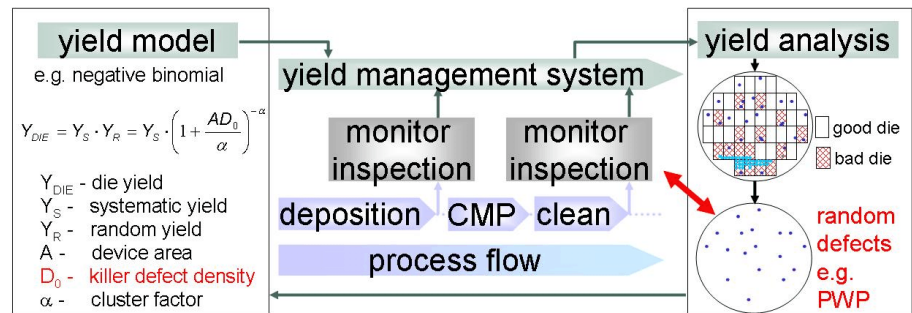 yield model
e.g. negative binomial
Y_DIE = Y_S · Y_R = Y_S · (1 + AD_0 / α)^-α
Y_DIE - die yield
Y_S - systematic yield
Y_R - random yield
A - device area
D_0 - killer defect density
α - cluster factor
yield management system
monitor
inspection
monitor
inspection
deposition
CMP
clean
process flow
yield analysis
good die
bad die
random
defects
e.g.
PWP